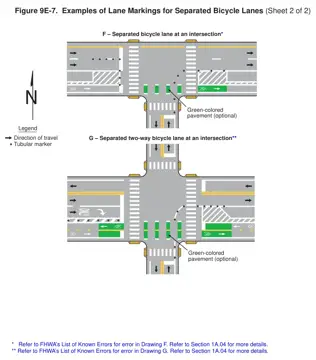 Figure 9E-7. Examples of Lane Markings for Separated Bicycle Lanes (Sheet 2 of 2)
F – Separated bicycle lane at an intersection*
N
Green-colored
pavement (optional)
Legend
Direction of travel
Tubular marker
G – Separated two-way bicycle lane at an intersection**
Green-colored
pavement (optional)
* Refer to FHWA's List of Known Errors for error in Drawing F. Refer to Section 1A.04 for more details.
** Refer to FHWA's List of Known Errors for error in Drawing G. Refer to Section 1A.04 for more details.